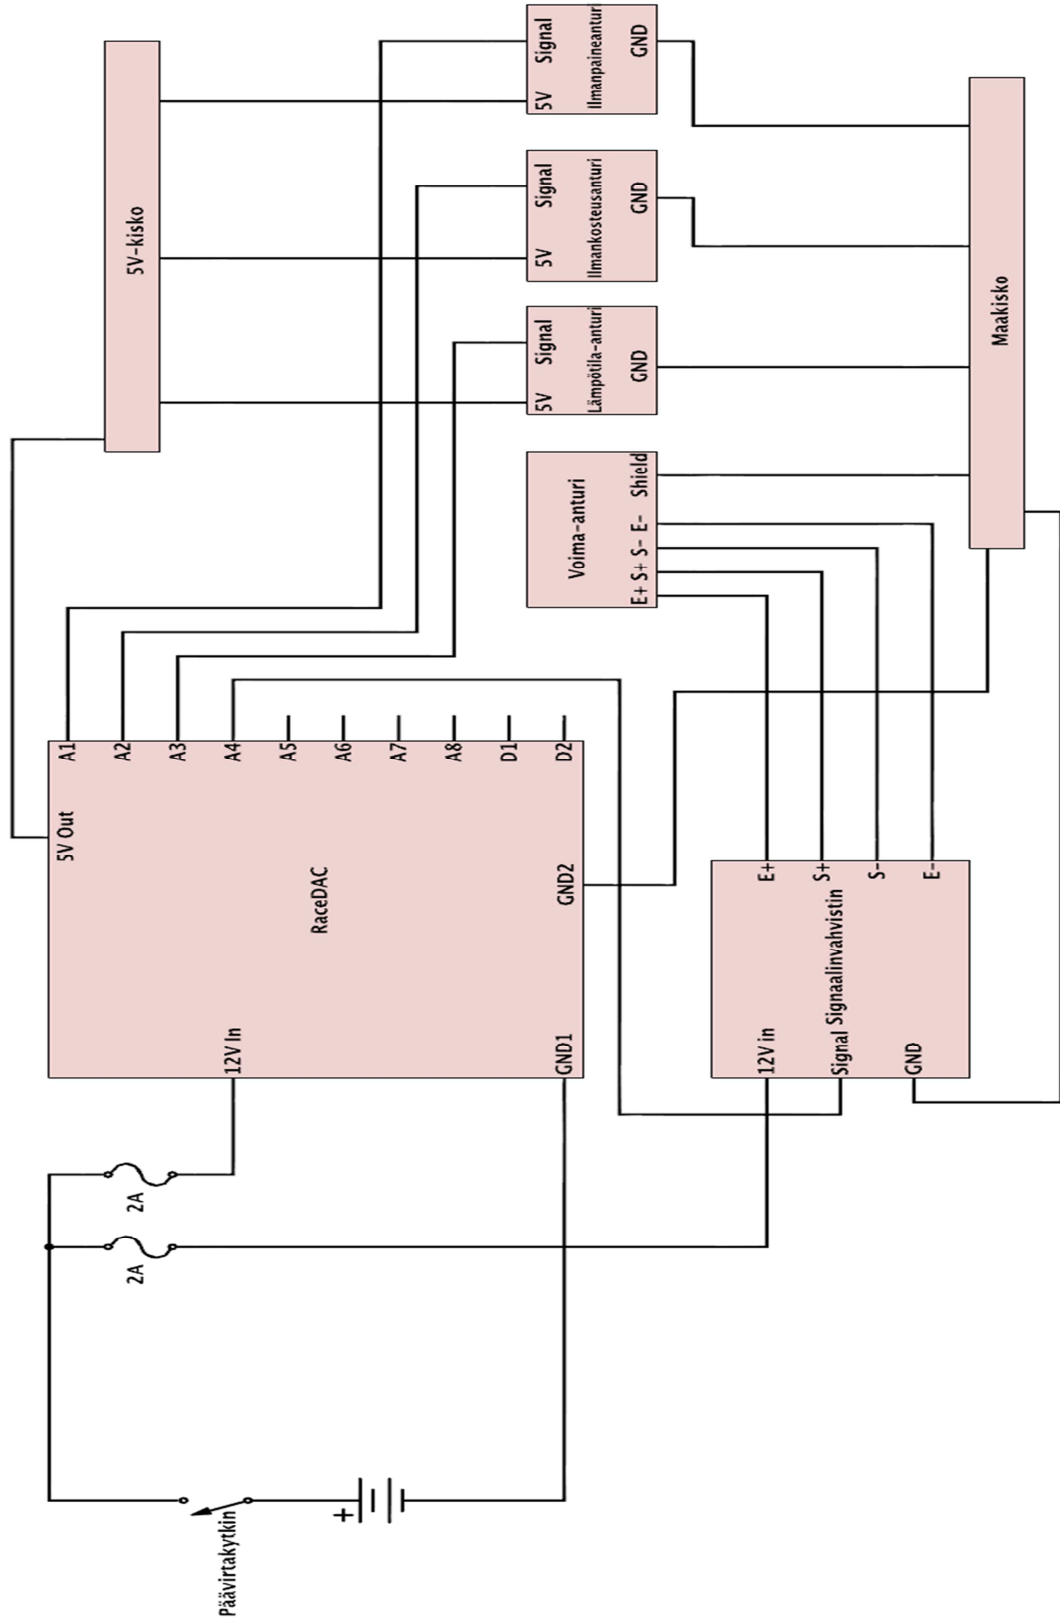 Päävirtakytkin
+
2A
2A
RaceDAC
12V In
GND1
5V Out
GND2
A1
A2
A3
A4
A5
A6
A7
A8
D1
D2
5V-kisko
Signaalinvahvistin
12V in
Signal
GND
E+
S+
S-
E-
Voima-anturi
E+ S+ S- E- Shield
5V Signal
Lämpötila-anturi
GND
5V Signal
Ilmankosteusanturi
GND
5V Signal
Ilmanpaineanturi
GND
Maakisko